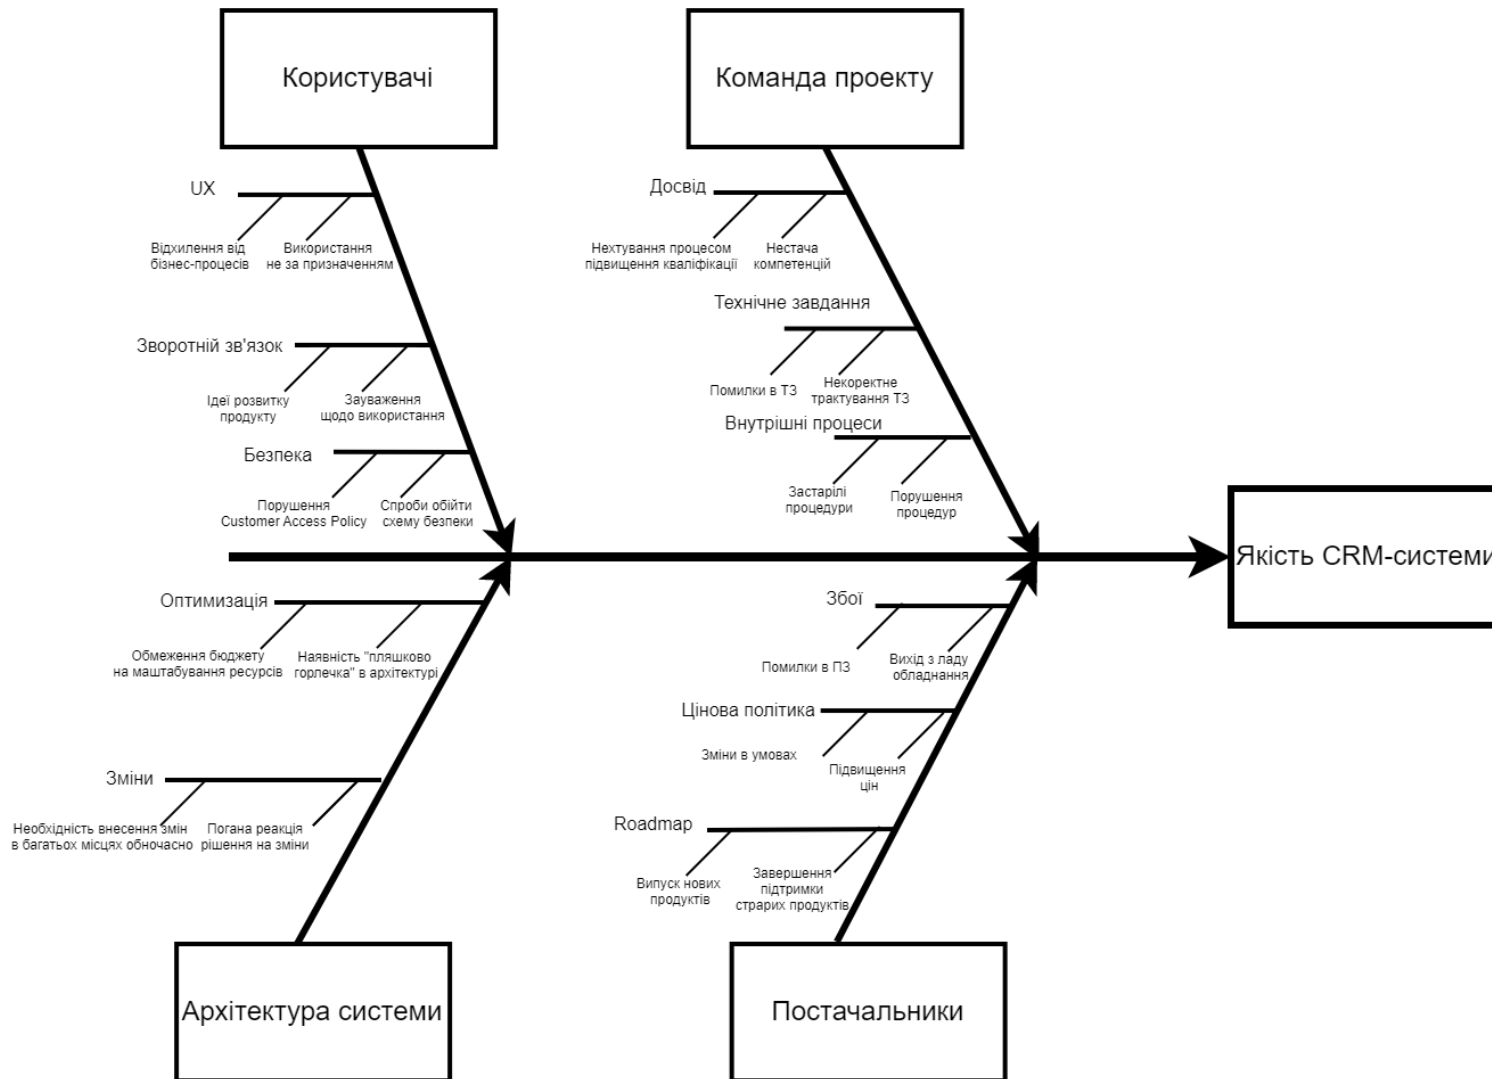 Користувачі
Команда проекту
UX
Відхилення від
бізнес-процесів
Використання
не за призначенням
Зворотній зв'язок
Ідеї розвитку
продукту
Зауваження
щодо використання
Безпека
Порушення
Customer Access Policy
Спроби обійти
схему безпеки
Досвід
Нехтування процесом
підвищення кваліфікації
Нестача
компетенцій
Технічне завдання
Помилки в ТЗ
Некоректне
трактування ТЗ
Внутрішні процеси
Застарілі
процедури
Порушення
процедур
Якість CRM-системи
Оптимизація
Обмеження бюджету
на маштабування ресурсів
Наявність "пляшково
горлечка" в архітектурі
Зміни
Необхідність внесення змін
в багатьох місцях обночасно
Погана реакція
рішення на зміни
Збої
Помилки в ПЗ
Вихід з ладу
обладнання
Цінова політика
Зміни в умовах
Підвищення
цін
Roadmap
Випуск нових
продуктів
Завершення
підтримки
страрих продуктів
Архітектура системи
Постачальники